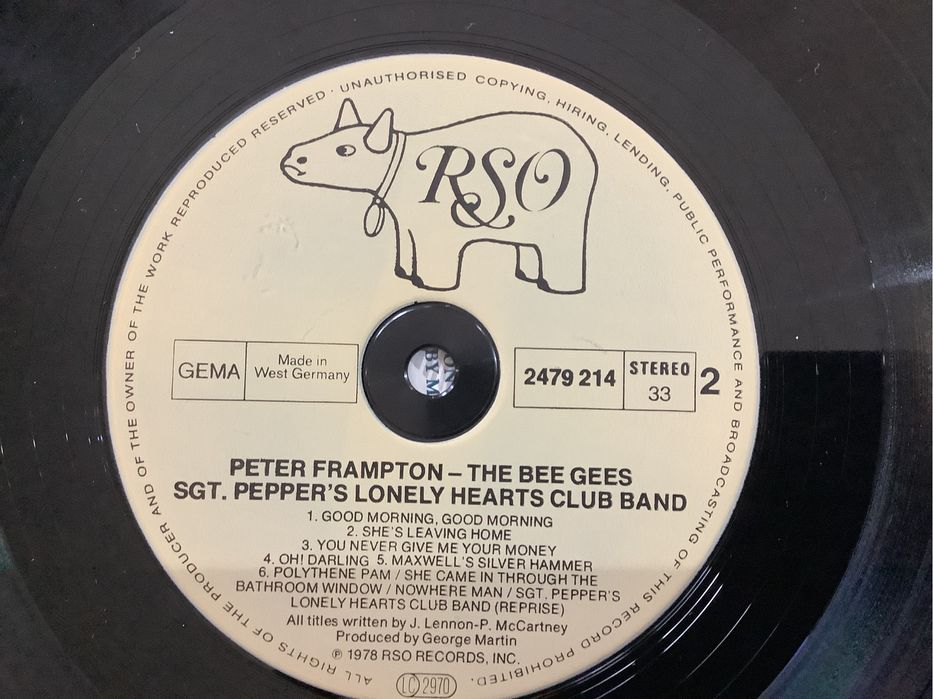 ALL RIGHTS OF THE PRODUCER AND OF THE OWNER OF THE WORK REPRODUCED RESERVED · UNAUTHORISED COPYING, HIRING, LENDING, PUBLIC PERFORMANCE AND BROADCASTING OF THIS RECORD PROHIBITED.
RSO
GEMA
Made in
West Germany
ON
BY M
2479 214
STEREO
33
2
PETER FRAMPTON – THE BEE GEES
SGT. PEPPER'S LONELY HEARTS CLUB BAND
1. GOOD MORNING, GOOD MORNING
2. SHE'S LEAVING HOME
3. YOU NEVER GIVE ME YOUR MONEY
4. OH! DARLING 5. MAXWELL'S SILVER HAMMER
6. POLYTHENE PAM / SHE CAME IN THROUGH THE
BATHROOM WINDOW / NOWHERE MAN / SGT. PEPPER'S
LONELY HEARTS CLUB BAND (REPRISE)
All titles written by J. Lennon-P. McCartney
Produced by George Martin
℗ 1978 RSO RECORDS, INC.
LC 2970